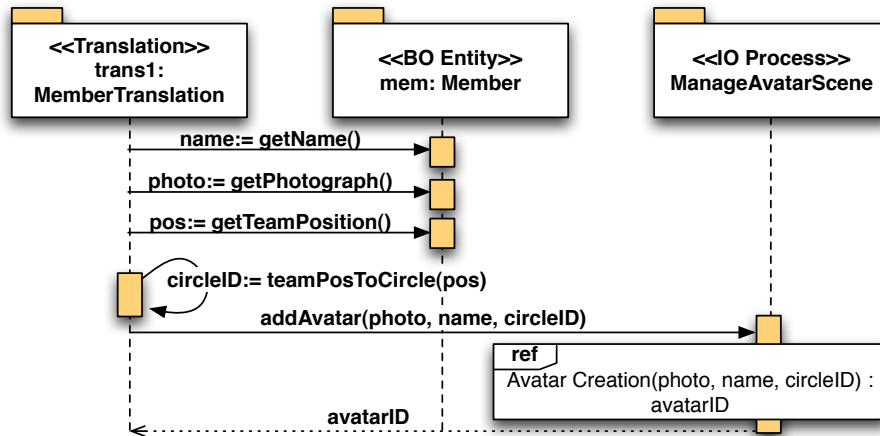 <<Translation>>
trans1:
MemberTranslation
<<BO Entity>>
mem: Member
<<IO Process>>
ManageAvatarScene
name:= getName()
photo:= getPhotograph()
pos:= getTeamPosition()
circleID:= teamPosToCircle(pos)
addAvatar(photo, name, circleID)
ref
Avatar Creation(photo, name, circleID) :
avatarID
avatarID